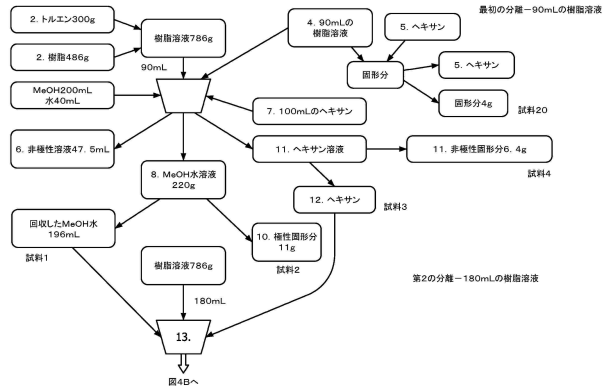 最初の分離－90mLの樹脂溶液
2. トルエン300g
2. 樹脂486g
樹脂溶液786g
90mL
4. 90mLの
樹脂溶液
5. ヘキサン
固形分
5. ヘキサン
固形分4g
試料20
MeOH200mL
水40mL
7. 100mLのヘキサン
6. 非極性溶液47.5mL
11. ヘキサン溶液
11. 非極性固形分6.4g
試料4
8. MeOH水溶液
220g
12. ヘキサン
試料3
回収したMeOH水
196mL
試料1
10. 極性固形分
11g
試料2
樹脂溶液786g
180mL
第2の分離－180mLの樹脂溶液
13.
図4Bへ